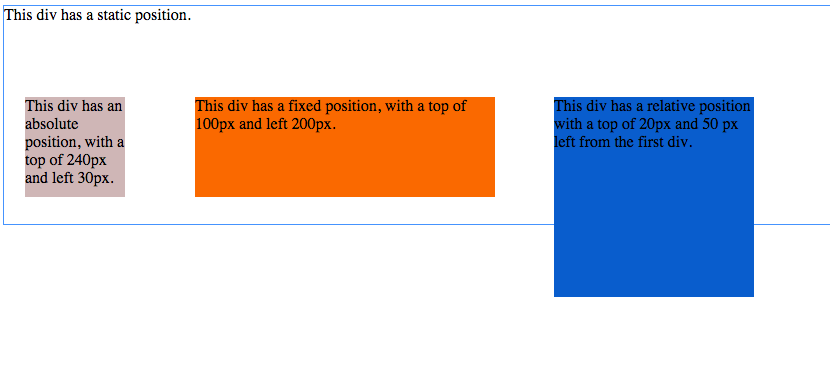 This div has a static position.
This div has an
absolute
position, with a
top of 240px
and left 30px.
This div has a fixed position, with a top of
100px and left 200px.
This div has a relative position
with a top of 20px and 50 px
left from the first div.